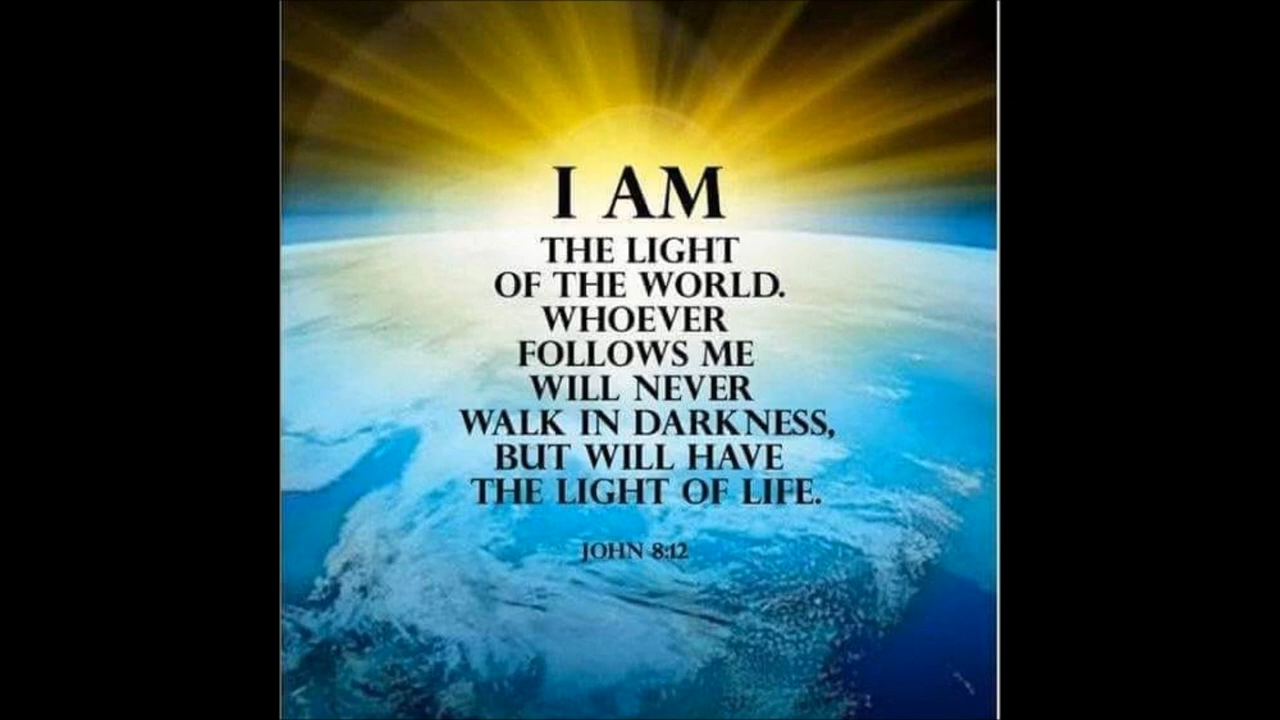 I AM
THE LIGHT
OF THE WORLD.
WHOEVER
FOLLOWS ME
WILL NEVER
WALK IN DARKNESS,
BUT WILL HAVE
THE LIGHT OF LIFE.
JOHN 8:12